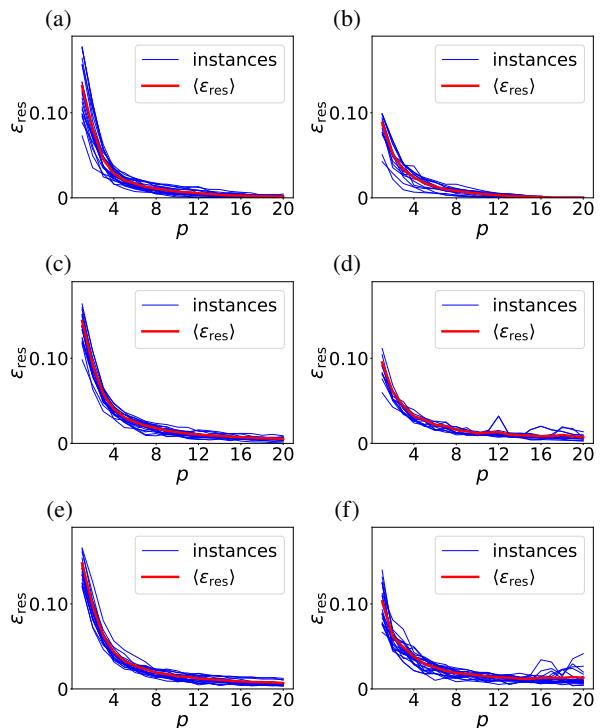 (a)
instances
⟨ϵres⟩
ϵres
0.10
0
4 8 12 16 20
p
(b)
instances
⟨ϵres⟩
ϵres
0.10
0
4 8 12 16 20
p
(c)
instances
⟨ϵres⟩
ϵres
0.10
0
4 8 12 16 20
p
(d)
instances
⟨ϵres⟩
ϵres
0.10
0
4 8 12 16 20
p
(e)
instances
⟨ϵres⟩
ϵres
0.10
0
4 8 12 16 20
p
(f)
instances
⟨ϵres⟩
ϵres
0.10
0
4 8 12 16 20
p